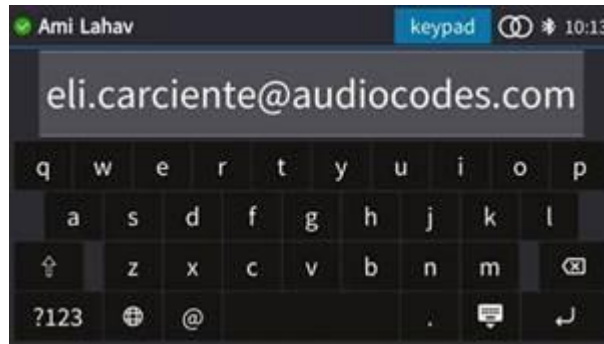 Ami Lahav keypad 10:13
eli.carciente@audiocodes.com
q w e r t y u i o p
a s d f g h j k l
z x c v b n m
?123 @ .